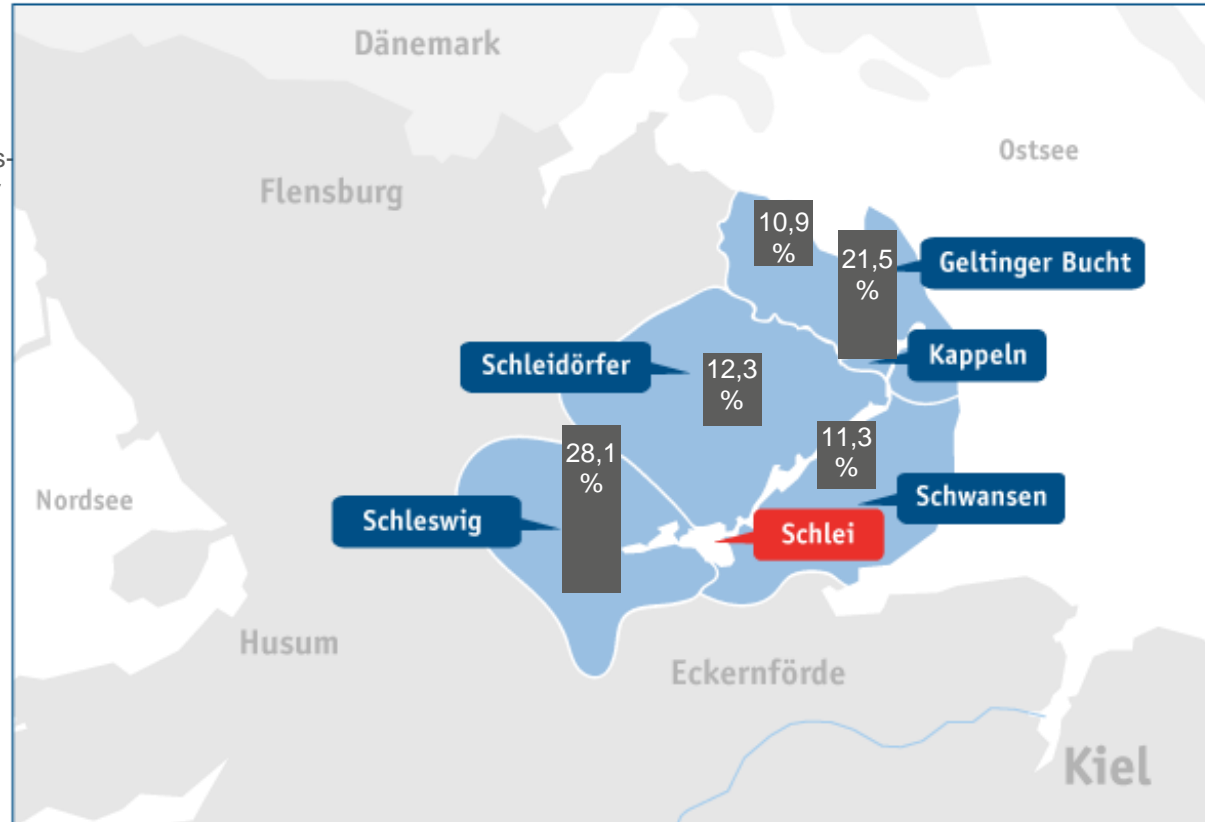 Dänemark
Ostsee
s-
Flensburg
10,9
%
21,5
%
Geltinger Bucht
Schleidörfer
12,3
%
Kappeln
28,1
%
11,3
%
Nordsee
Schleswig
Schwansen
Schlei
Husum
Eckernförde
Kiel